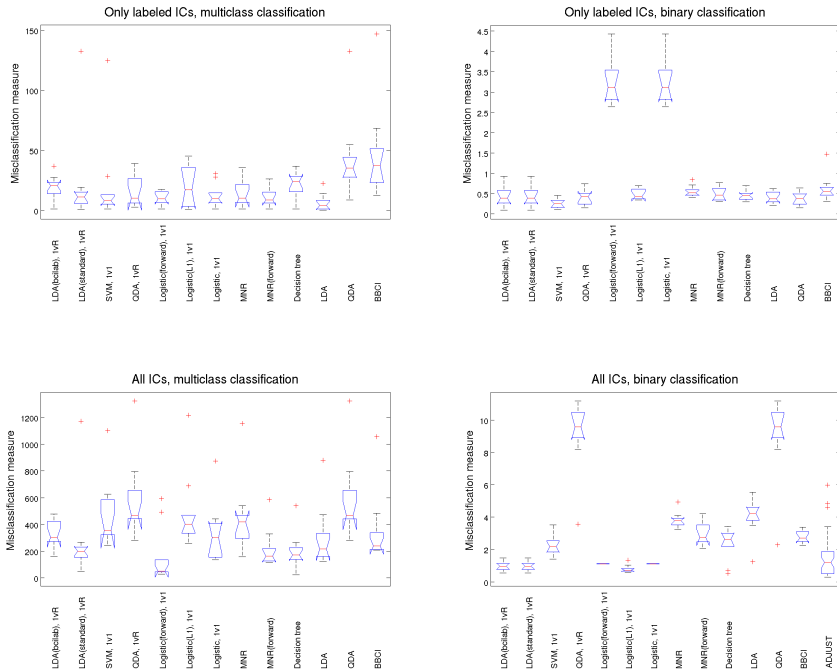 Only labeled ICs, multiclass classification
Misclassification measure
150
100
50
0
LDA(bcilab), 1vR
LDA(standard), 1vR
SVM, 1v1
QDA, 1vR
Logistic(forward), 1v1
Logistic(L1), 1v1
Logistic, 1v1
MNR
MNR(forward)
Decision tree
LDA
QDA
BBCI
Only labeled ICs, binary classification
Misclassification measure
4.5
4
3.5
3
2.5
2
1.5
1
0.5
0
LDA(bcilab), 1vR
LDA(standard), 1vR
SVM, 1v1
QDA, 1vR
Logistic(forward), 1v1
Logistic(L1), 1v1
Logistic, 1v1
MNR
MNR(forward)
Decision tree
LDA
QDA
BBCI
All ICs, multiclass classification
Misclassification measure
1200
1000
800
600
400
200
0
LDA(bcilab), 1vR
LDA(standard), 1vR
SVM, 1v1
QDA, 1vR
Logistic(forward), 1v1
Logistic(L1), 1v1
Logistic, 1v1
MNR
MNR(forward)
Decision tree
LDA
QDA
BBCI
All ICs, binary classification
Misclassification measure
10
8
6
4
2
0
LDA(bcilab), 1vR
LDA(standard), 1vR
SVM, 1v1
QDA, 1vR
Logistic(forward), 1v1
Logistic(L1), 1v1
Logistic, 1v1
MNR
MNR(forward)
Decision tree
LDA
QDA
BBCI